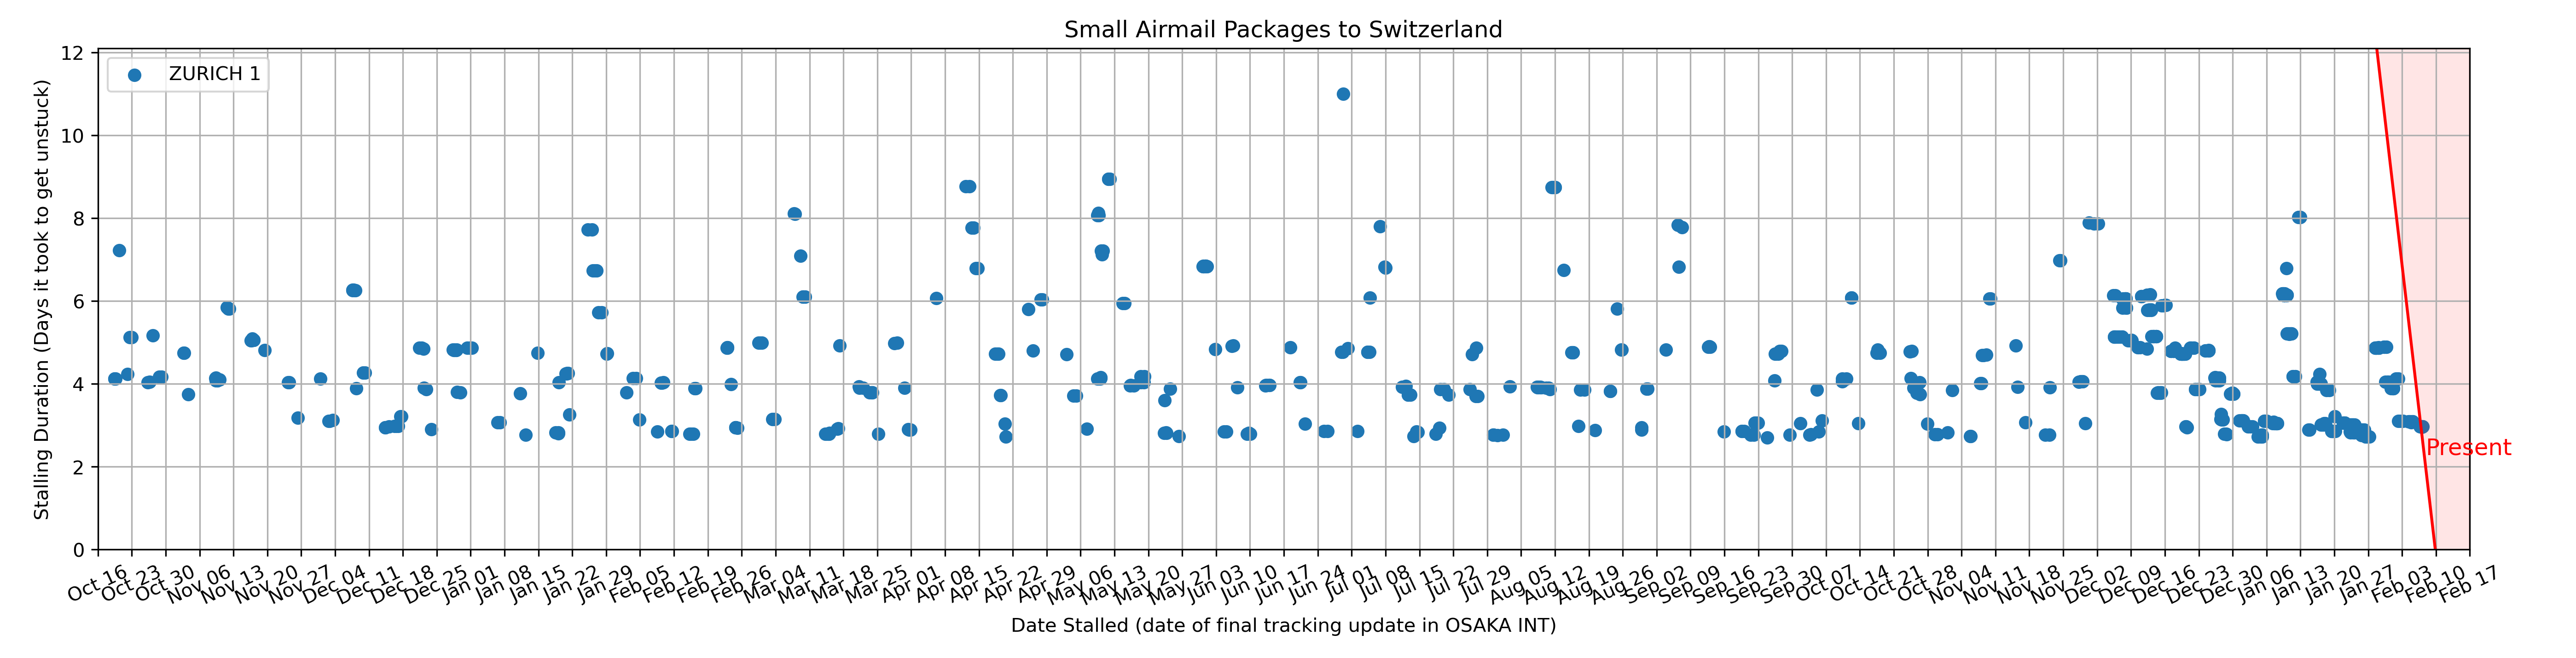 Small Airmail Packages to Switzerland
ZURICH 1
Stalling Duration (Days it took to get unstuck)
12
10
8
6
4
2
0
Present
Oct 16
Oct 23
Oct 30
Nov 06
Nov 13
Nov 20
Nov 27
Dec 04
Dec 11
Dec 18
Dec 25
Jan 01
Jan 08
Jan 15
Jan 22
Jan 29
Feb 05
Feb 12
Feb 19
Feb 26
Mar 04
Mar 11
Mar 18
Mar 25
Apr 01
Apr 08
Apr 15
Apr 22
Apr 29
May 06
May 13
May 20
May 27
Jun 03
Jun 10
Jun 17
Jun 24
Jul 01
Jul 08
Jul 15
Jul 22
Jul 29
Aug 05
Aug 12
Aug 19
Aug 26
Sep 02
Sep 09
Sep 16
Sep 23
Sep 30
Oct 07
Oct 14
Oct 21
Oct 28
Nov 04
Nov 11
Nov 18
Nov 25
Dec 02
Dec 09
Dec 16
Dec 23
Dec 30
Jan 06
Jan 13
Jan 20
Jan 27
Feb 03
Feb 10
Feb 17
Date Stalled (date of final tracking update in OSAKA INT)